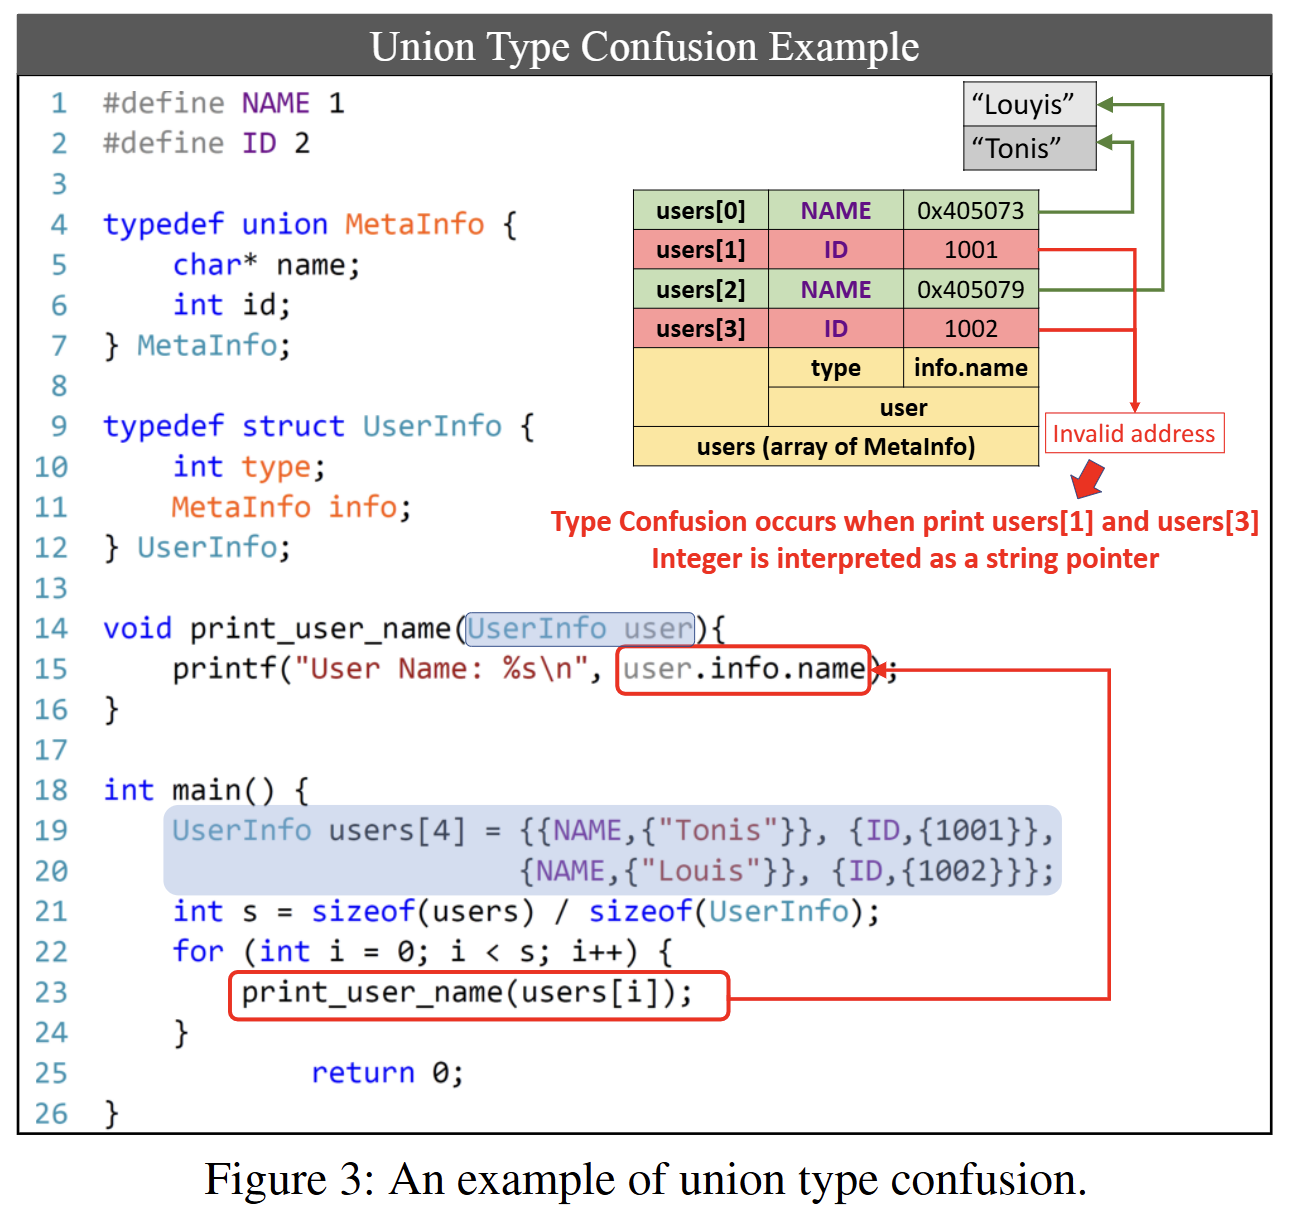 Union Type Confusion Example
1 #define NAME 1
2 #define ID 2
3
4 typedef union MetaInfo {
5 char* name;
6 int id;
7 } MetaInfo;
8
9 typedef struct UserInfo {
10 int type;
11 MetaInfo info;
12 } UserInfo;
13
14 void print_user_name(UserInfo user){
15 printf("User Name: %s\n", user.info.name);
16 }
17
18 int main() {
19 UserInfo users[4] = {{NAME,{"Tonis"}}, {ID,{1001}},
20 {NAME,{"Louis"}}, {ID,{1002}}};
21 int s = sizeof(users) / sizeof(UserInfo);
22 for (int i = 0; i < s; i++) {
23 print_user_name(users[i]);
24 }
25 return 0;
26 }
“Louyis”
“Tonis”
users[0] NAME 0x405073
users[1] ID 1001
users[2] NAME 0x405079
users[3] ID 1002
type info.name
user
users (array of MetaInfo)
Invalid address
Type Confusion occurs when print users[1] and users[3]
Integer is interpreted as a string pointer
Figure 3: An example of union type confusion.